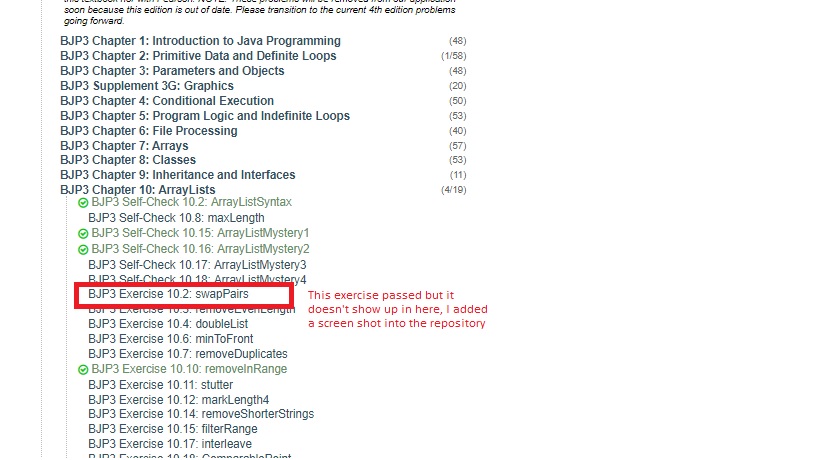 this textbook nor with Pearson. NOTE: These problems will be removed from our application
soon because this edition is out of date. Please transition to the current 4th edition problems
going forward.
BJP3 Chapter 1: Introduction to Java Programming (48)
BJP3 Chapter 2: Primitive Data and Definite Loops (1/58)
BJP3 Chapter 3: Parameters and Objects (48)
BJP3 Supplement 3G: Graphics (20)
BJP3 Chapter 4: Conditional Execution (50)
BJP3 Chapter 5: Program Logic and Indefinite Loops (53)
BJP3 Chapter 6: File Processing (40)
BJP3 Chapter 7: Arrays (57)
BJP3 Chapter 8: Classes (53)
BJP3 Chapter 9: Inheritance and Interfaces (11)
BJP3 Chapter 10: ArrayLists (4/19)
BJP3 Self-Check 10.2: ArrayListSyntax
BJP3 Self-Check 10.8: maxLength
BJP3 Self-Check 10.15: ArrayListMystery1
BJP3 Self-Check 10.16: ArrayListMystery2
BJP3 Self-Check 10.17: ArrayListMystery3
BJP3 Self-Check 10.18: ArrayListMystery4
BJP3 Exercise 10.2: swapPairs
This exercise passed but it
doesn't show up in here, I added
a screen shot into the repository
BJP3 Exercise 10.3: removeEvenLength
BJP3 Exercise 10.4: doubleList
BJP3 Exercise 10.6: minToFront
BJP3 Exercise 10.7: removeDuplicates
BJP3 Exercise 10.10: removeInRange
BJP3 Exercise 10.11: stutter
BJP3 Exercise 10.12: markLength4
BJP3 Exercise 10.14: removeShorterStrings
BJP3 Exercise 10.15: filterRange
BJP3 Exercise 10.17: interleave
BJP3 Exercise 10.18: ComparablePoint